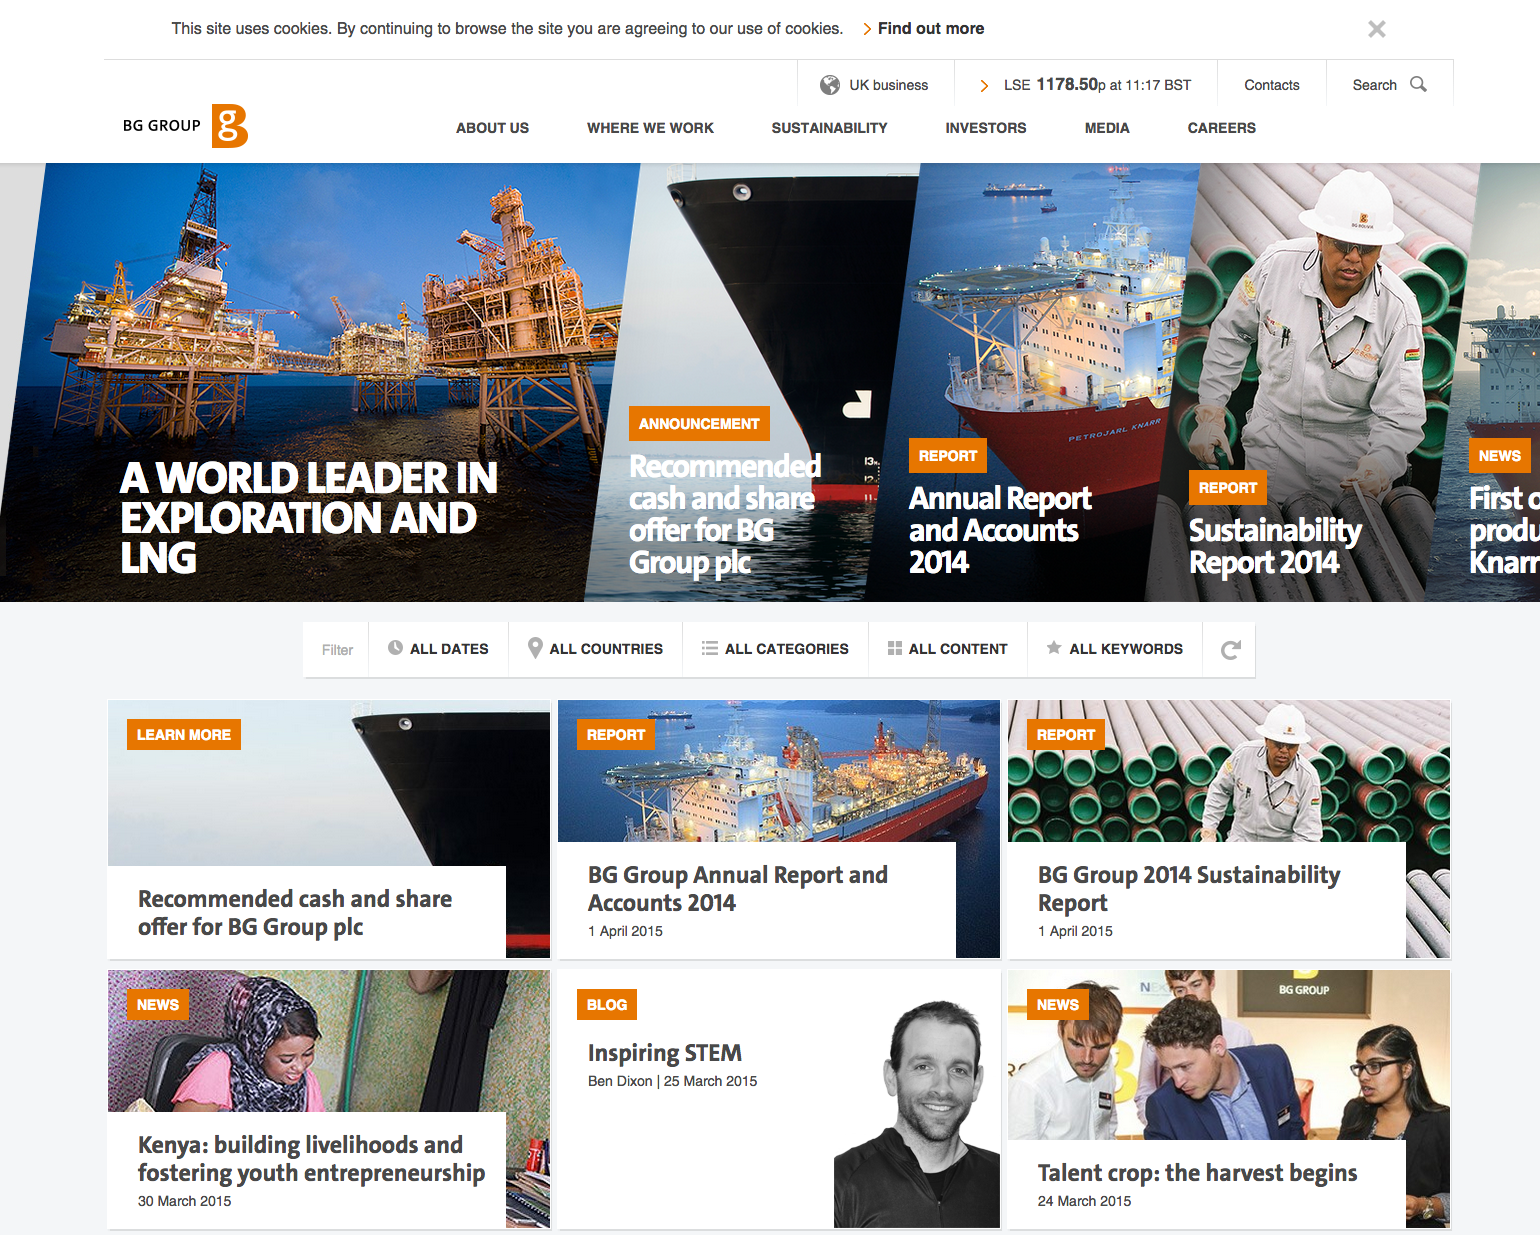 This site uses cookies. By continuing to browse the site you are agreeing to our use of cookies. Find out more
UK business
LSE 1178.50p at 11:17 BST
Contacts
Search
BG GROUP
ABOUT US
WHERE WE WORK
SUSTAINABILITY
INVESTORS
MEDIA
CAREERS
A WORLD LEADER IN
EXPLORATION AND
LNG
ANNOUNCEMENT
Recommended
cash and share
offer for BG
Group plc
PETROJARL KNARR
REPORT
Annual Report
and Accounts
2014
BG BOLIVIA
REPORT
Sustainability
Report 2014
NEWS
First o
produ
Knarr
Filter
ALL DATES
ALL COUNTRIES
ALL CATEGORIES
ALL CONTENT
ALL KEYWORDS
LEARN MORE
Recommended cash and share
offer for BG Group plc
REPORT
BG Group Annual Report and
Accounts 2014
1 April 2015
REPORT
BG Group 2014 Sustainability
Report
1 April 2015
NEWS
Kenya: building livelihoods and
fostering youth entrepreneurship
30 March 2015
BLOG
Inspiring STEM
Ben Dixon | 25 March 2015
NEWS
BG GROUP
Talent crop: the harvest begins
24 March 2015